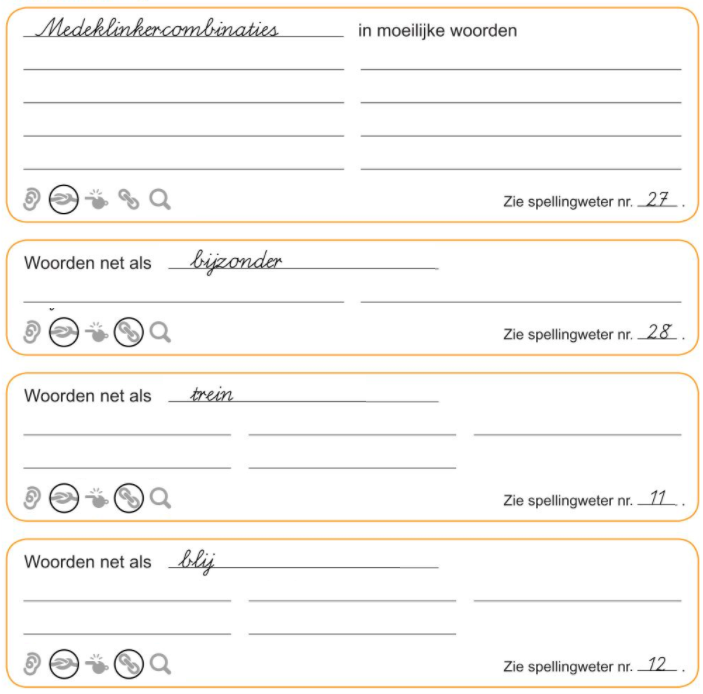 Medeklinkercombinaties in moeilijke woorden
Zie spellingweter nr. 27.
Woorden net als bijzonder
Zie spellingweter nr. 28.
Woorden net als trein
Zie spellingweter nr. 11.
Woorden net als blij
Zie spellingweter nr. 12.